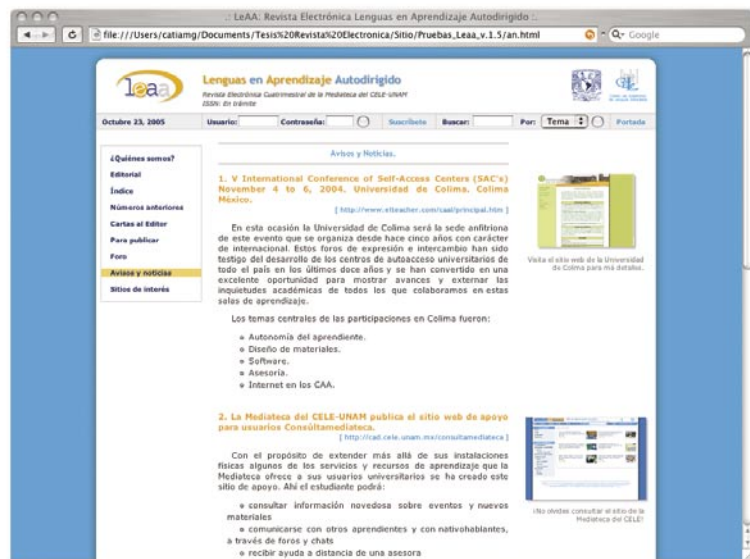 .: LeAA: Revista Electrónica Lenguas en Aprendizaje Autodirigido :.
file:///Users/catiamg/Documents/Tesis%20Revista%20Electronica/Sitio/Pruebas_Leaa_v.1.5/an.html
Google
leaa
Lenguas en Aprendizaje Autodirigido
Revista Electrónica Cuatrimestral de la Mediateca del CELE-UNAM
ISSN: En trámite
Octubre 23, 2005
Usuario:
Contraseña:
Suscríbete
Buscar:
Por:
Tema
Portada
¿Quiénes somos?
Editorial
Índice
Números anteriores
Cartas al Editor
Para publicar
Foro
Avisos y noticias
Sitios de interés
Avisos y Noticias.
1. V International Conference of Self-Access Centers (SAC's)
November 4 to 6, 2004. Universidad de Colima. Colima
México.
[ http://www.elteacher.com/caal/principal.htm ]
En esta ocasión la Universidad de Colima será la sede anfitriona
de este evento que se organiza desde hace cinco años con carácter
de internacional. Estos foros de expresión e intercambio han sido
testigo del desarrollo de los centros de autoacceso universitarios de
todo el país en los últimos doce años y se han convertido en una
excelente oportunidad para mostrar avances y externar las
inquietudes académicas de todos los que colaboramos en estas
salas de aprendizaje.
Los temas centrales de las participaciones en Colima fueron:
Autonomía del aprendiente.
Diseño de materiales.
Software.
Asesoría.
Internet en los CAA.
Visita el sitio web de la Universidad
de Colima para má detalles.
2. La Mediateca del CELE-UNAM publica el sitio web de apoyo
para usuarios Consúltamediateca.
[ http://cad.cele.unam.mx/consultamediateca ]
Con el propósito de extender más allá de sus instalaciones
físicas algunos de los servicios y recursos de aprendizaje que la
Mediateca ofrece a sus usuarios universitarios se ha creado este
sitio de apoyo. Ahí el estudiante podrá:
consultar información novedosa sobre eventos y nuevos
materiales
comunicarse con otros aprendientes y con nativohablantes,
a través de foros y chats
recibir ayuda a distancia de una asesora
¡No olvides consultar el sitio de la
Mediateca del CELE!